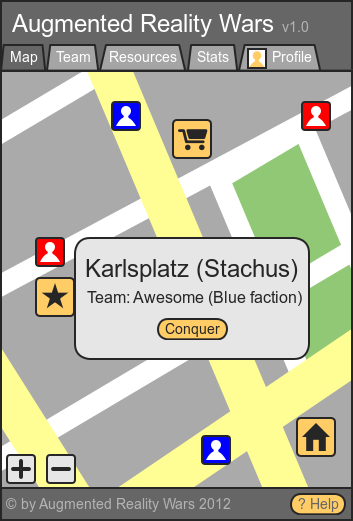 Augmented Reality Wars v1.0
Map Team Resources Stats Profile
Karlsplatz (Stachus)
Team: Awesome (Blue faction)
Conquer
© by Augmented Reality Wars 2012 ? Help